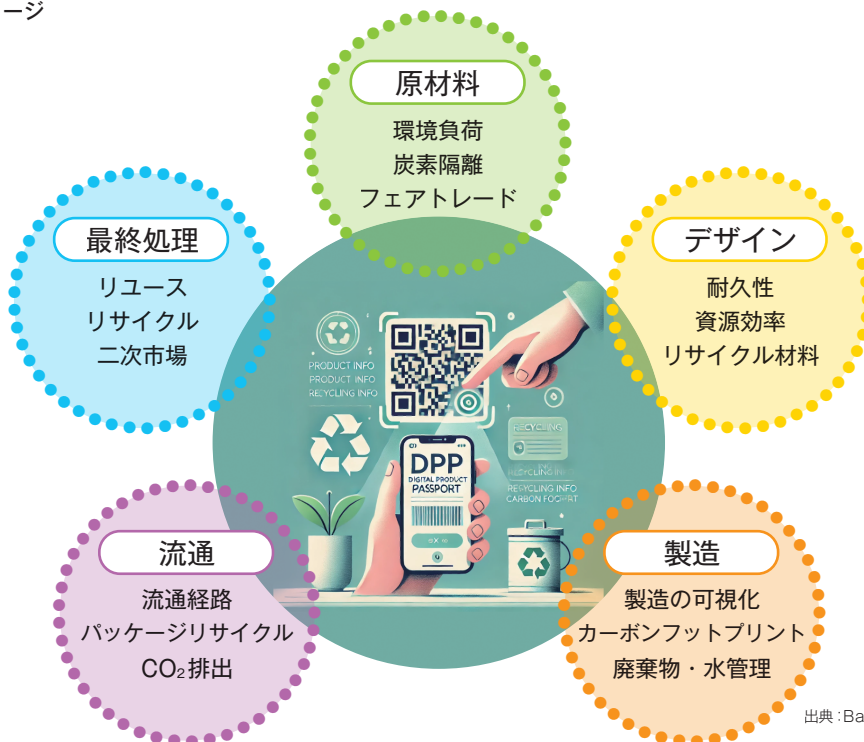 ージ
原材料
環境負荷
炭素隔離
フェアトレード
最終処理
リユース
リサイクル
二次市場
デザイン
耐久性
資源効率
リサイクル材料
PRODUCT INFO
PRODUCT INFO
RECYCLING INFO
DPP
DIGITAL PRODUCT
PASSPORT
RECYCLING
RECYCLING IN
RECYCLING INFO
CARBON
流通
流通経路
パッケージリサイクル
CO₂排出
製造
製造の可視化
カーボンフットプリント
廃棄物・水管理
出典:Ba